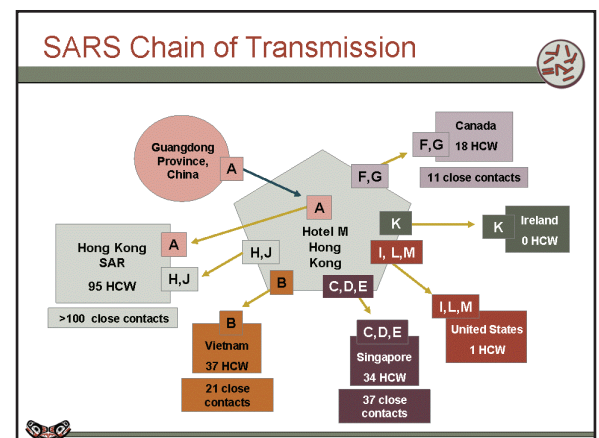 SARS Chain of Transmission
Guangdong
Province,
China
A
A
Hotel M
Hong
Kong
F,G
F,G
Canada
18 HCW
11 close contacts
K
K
Ireland
0 HCW
I, L,M
I,L,M
United States
1 HCW
C,D,E
C,D,E
Singapore
34 HCW
37 close
contacts
B
B
Vietnam
37 HCW
21 close
contacts
H,J
H,J
A
Hong Kong
SAR
95 HCW
>100 close contacts